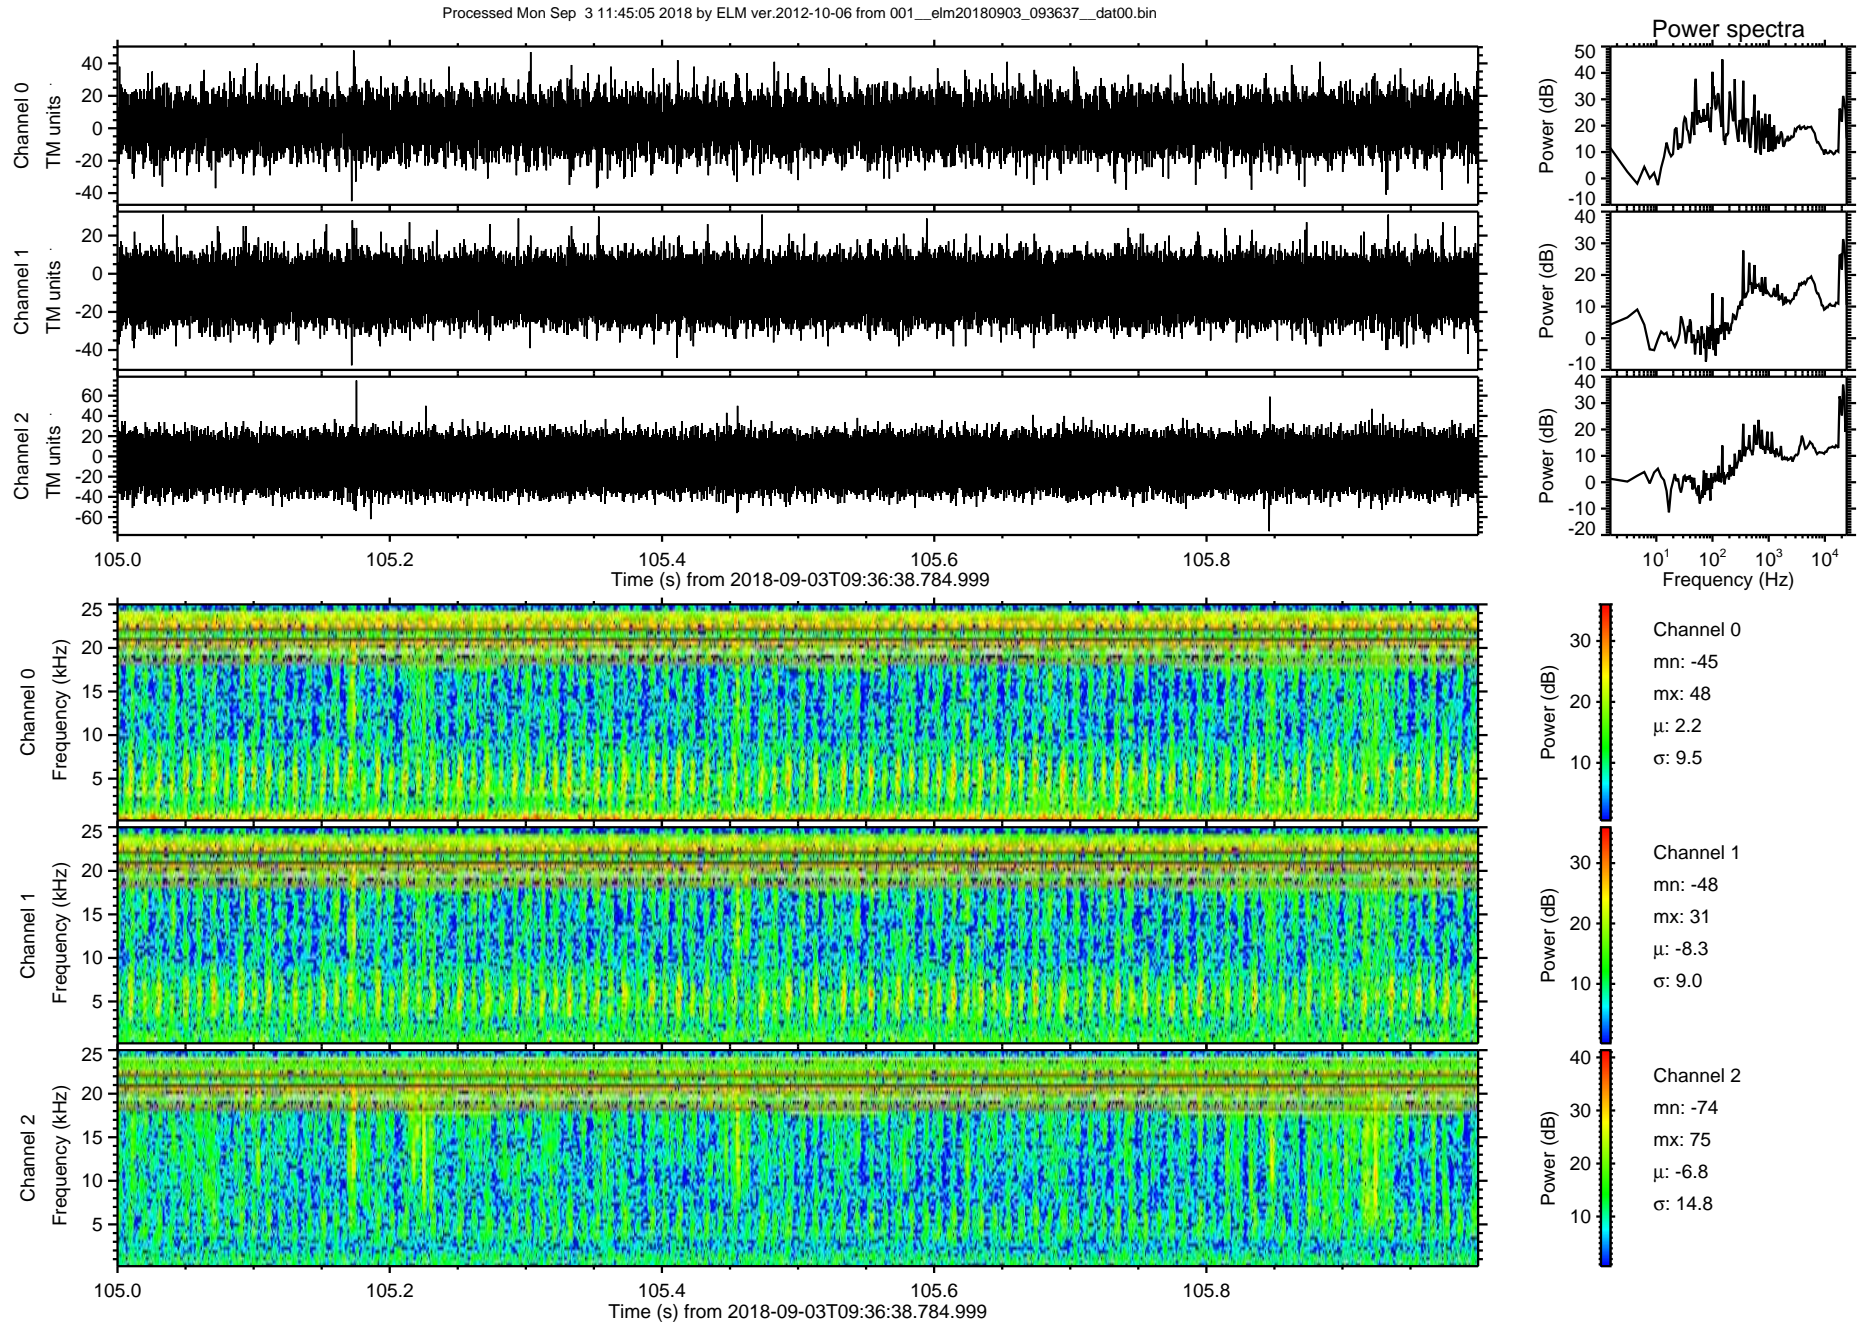 Processed Mon Sep  3 11:45:05 2018 by ELM ver.2012-10-06 from 001__elm20180903_093637__dat00.bin
Power spectra
Channel 0
TM units
40
20
0
-20
-40
Power (dB)
50
40
30
20
10
0
-10
Channel 1
TM units
20
0
-20
-40
Power (dB)
40
30
20
10
0
-10
Channel 2
TM units
60
40
20
0
-20
-40
-60
Power (dB)
40
30
20
10
0
-10
-20
105.0 105.2 105.4 105.6 105.8
Time (s) from 2018-09-03T09:36:38.784.999
10¹ 10² 10³ 10⁴
Frequency (Hz)
Channel 0
Frequency (kHz)
25
20
15
10
5
Power (dB)
30
20
10
Channel 0
mn: -45
mx: 48
µ: 2.2
σ: 9.5
Channel 1
Frequency (kHz)
25
20
15
10
5
Power (dB)
30
20
10
Channel 1
mn: -48
mx: 31
µ: -8.3
σ: 9.0
Channel 2
Frequency (kHz)
25
20
15
10
5
Power (dB)
40
30
20
10
Channel 2
mn: -74
mx: 75
µ: -6.8
σ: 14.8
105.0 105.2 105.4 105.6 105.8
Time (s) from 2018-09-03T09:36:38.784.999